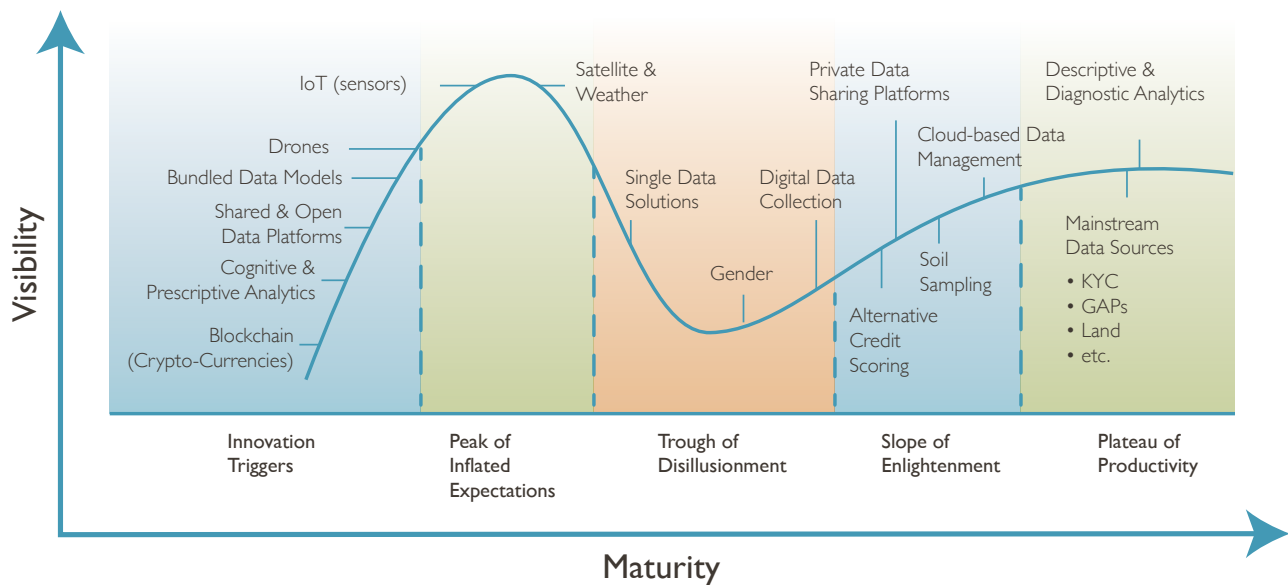 Visibility
IoT (sensors)
Drones
Bundled Data Models
Shared & Open
Data Platforms
Cognitive &
Prescriptive Analytics
Blockchain
(Crypto-Currencies)
Satellite &
Weather
Single Data
Solutions
Gender
Digital Data
Collection
Private Data
Sharing Platforms
Cloud-based Data
Management
Soil
Sampling
Alternative
Credit
Scoring
Descriptive &
Diagnostic Analytics
Mainstream
Data Sources
• KYC
• GAPs
• Land
• etc.
Innovation
Triggers
Peak of
Inflated
Expectations
Trough of
Disillusionment
Slope of
Enlightenment
Plateau of
Productivity
Maturity